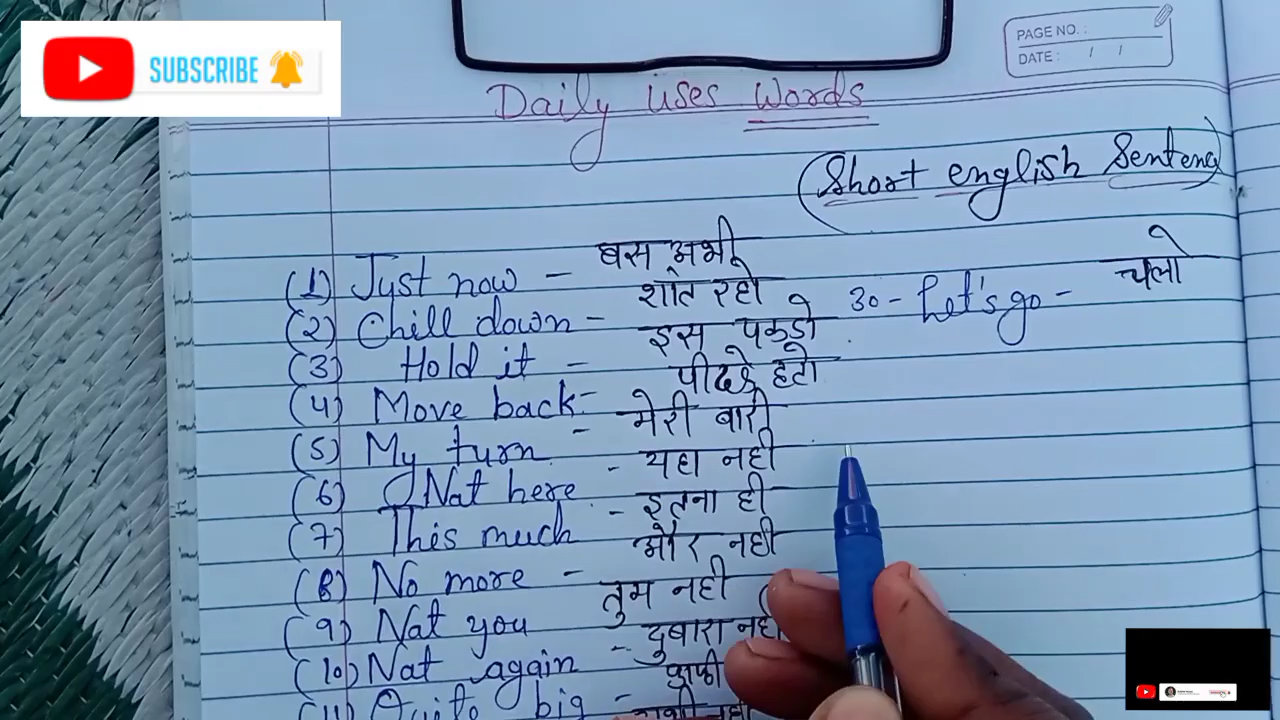 SUBSCRIBE
PAGE NO. :
DATE : / /
Daily uses words
(Short english Sentenc)
(1) Just now - बस अभी
(2) Chill down - शांत रहो
(3) Hold it - इसे पकड़ो
(4) Move back - पीछे हटो
(5) My turn - मेरी बारी
(6) Nat here - यहा नही
(7) This much - इतना ही
(8) No more - और नही
(9) Nat you तुम नही
(10) Nat again - दुबारा नही
(11) Quite big - काफी
30- Let's go - चलो